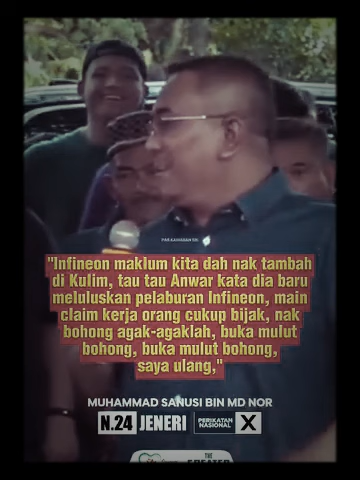 "Infineon maklum kita dah nak tambah
di Kulim, tau tau Anwar kata dia baru
meluluskan pelaburan Infineon, main
claim kerja orang cukup bijak, nak
bohong agak-agaklah, buka mulut
bohong, buka mulut bohong,
saya ulang,"
MUHAMMAD SANUSI BIN MD NOR
N.24 JENERI PERIKATAN NASIONAL X
THE
GREATER